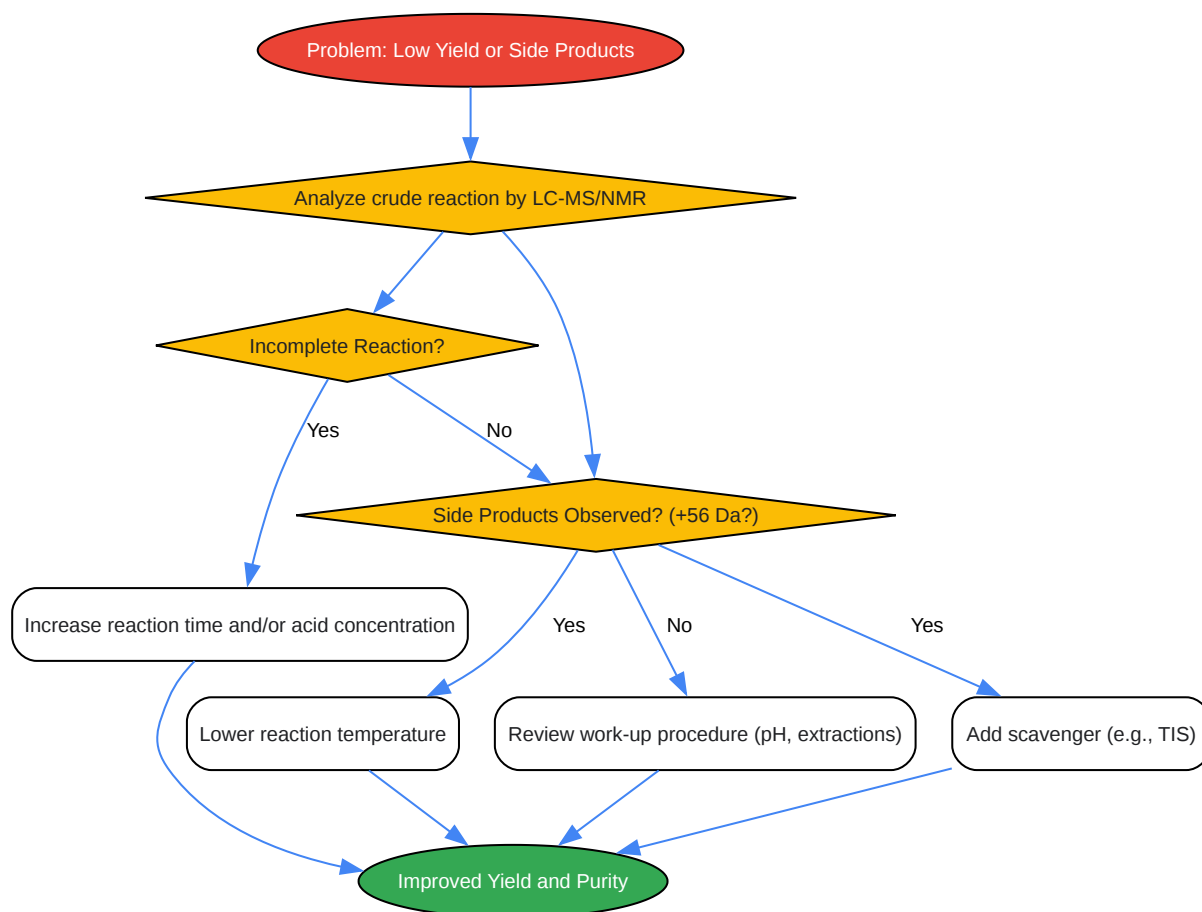 Problem: Low Yield or Side Products
Analyze crude reaction by LC-MS/NMR
Incomplete Reaction?
Yes
No
Side Products Observed? (+56 Da?)
Increase reaction time and/or acid concentration
Yes
No
Yes
Lower reaction temperature
Review work-up procedure (pH, extractions)
Add scavenger (e.g., TIS)
Improved Yield and Purity